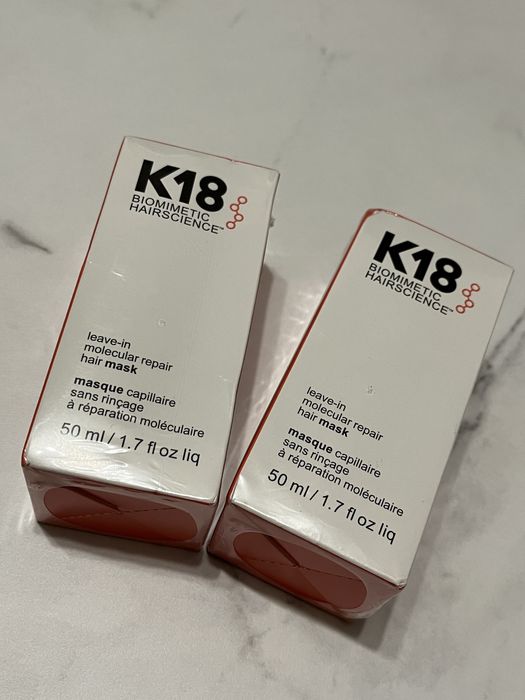 K18
BIOMIMETIC
HAIRSCIENCE™
leave-in
molecular repair
hair mask
masque capillaire
sans rinçage
à réparation moléculaire
50 ml / 1.7 fl oz liq
K18
BIOMIMETIC
HAIRSCIENCE™
leave-in
molecular repair
hair mask
masque capillaire
sans rinçage
à réparation moléculaire
50 ml / 1.7 fl oz liq